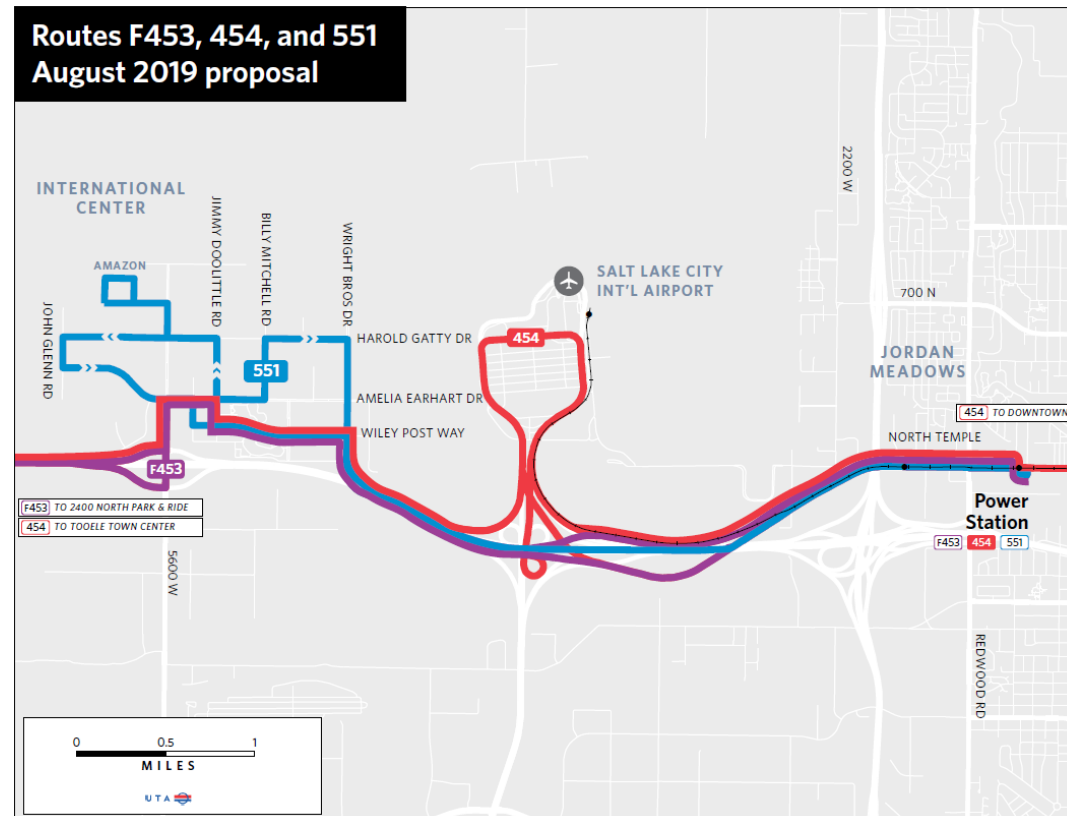 Routes F453, 454, and 551
August 2019 proposal
INTERNATIONAL
CENTER
AMAZON
JOHN GLENN RD
JIMMY DOOLITTLE RD
BILLY MITCHELL RD
WRIGHT BROS DR
551
HAROLD GATTY DR
AMELIA EARHART DR
WILEY POST WAY
454
SALT LAKE CITY
INT'L AIRPORT
2200 W
700 N
JORDAN
MEADOWS
454 TO DOWNTOWN
NORTH TEMPLE
Power
Station
F453 454 551
F453
F453 TO 2400 NORTH PARK & RIDE
454 TO TOOELE TOWN CENTER
5600 W
REDWOOD RD
0 0.5 1
MILES
UTA